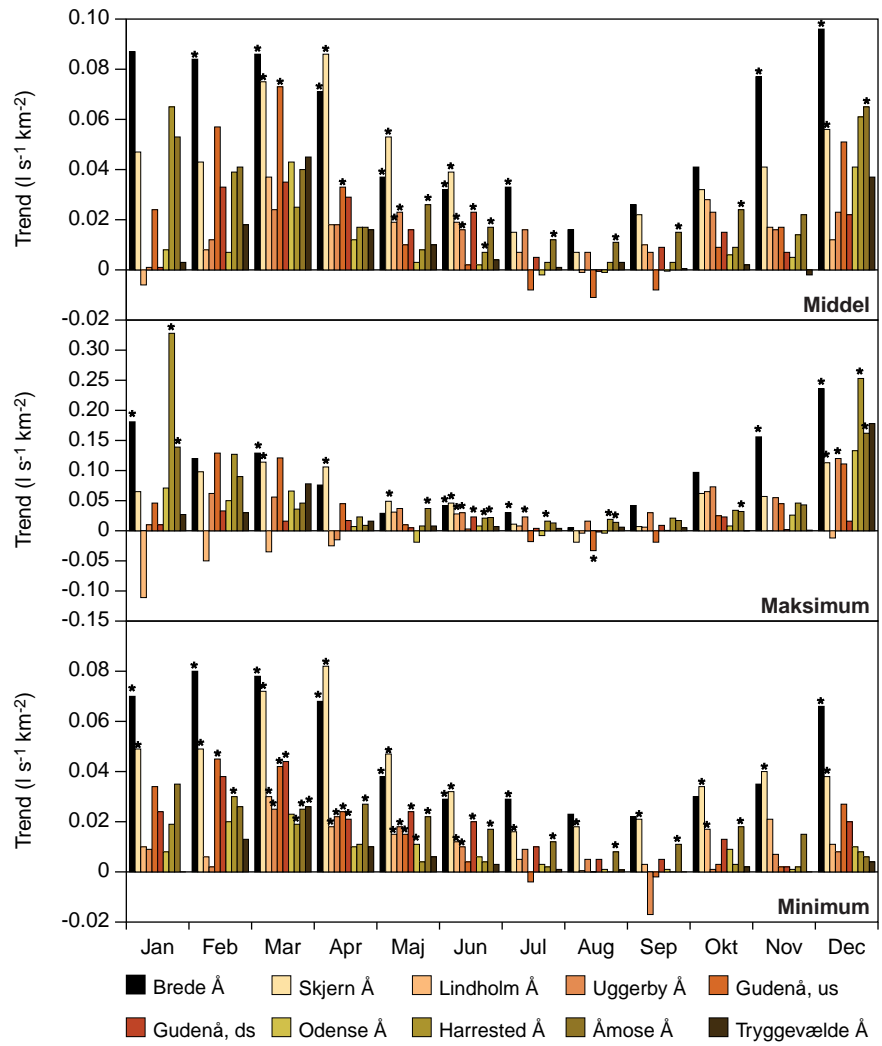 0.10
0.08
0.06
0.04
0.02
0
-0.02
Trend (l s-1 km-2)
Middel
0.30
0.25
0.20
0.15
0.10
0.05
0
-0.05
-0.10
-0.15
Trend (l s-1 km-2)
Maksimum
0.08
0.06
0.04
0.02
0
-0.02
Trend (l s-1 km-2)
Minimum
Jan Feb Mar Apr Maj Jun Jul Aug Sep Okt Nov Dec
Brede Å Skjern Å Lindholm Å Uggerby Å Gudenå, us
Gudenå, ds Odense Å Harrested Å Åmose Å Tryggevælde Å